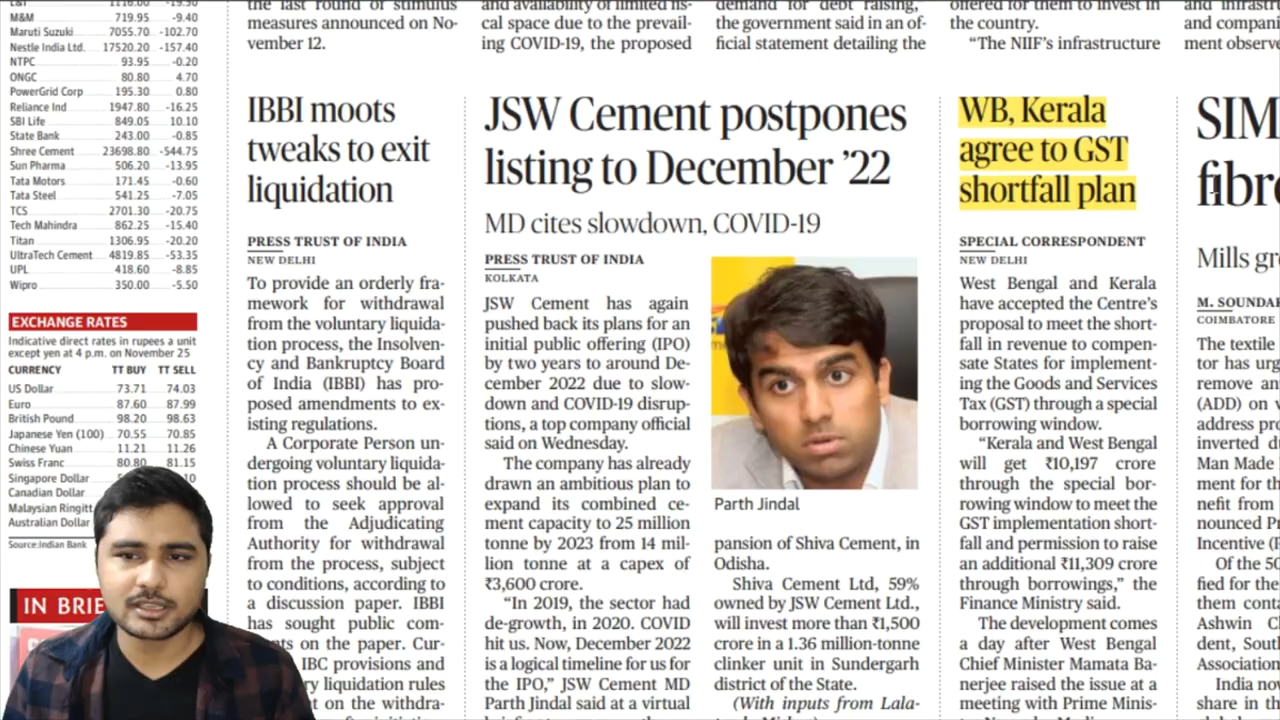 L&T 1116.00 -19.50
M&M 719.95 -9.40
Maruti Suzuki 7055.70 -102.70
Nestle India Ltd. 17520.20 -157.40
NTPC 93.95 -0.20
ONGC 80.80 4.70
PowerGrid Corp 195.30 0.80
Reliance Ind 1947.80 -16.25
SBI Life 849.05 10.10
State Bank 243.00 -0.85
Shree Cement 23698.80 -544.75
Sun Pharma 506.20 -13.95
Tata Motors 171.45 -0.60
Tata Steel 541.25 -7.05
TCS 2701.30 -20.75
Tech Mahindra 862.25 -15.40
Titan 1306.95 -20.20
UltraTech Cement 4819.85 -53.35
UPL 418.60 -8.85
Wipro 350.00 -5.50
EXCHANGE RATES
Indicative direct rates in rupees a unit
except yen at 4 p.m. on November 25
CURRENCY TT BUY TT SELL
US Dollar 73.71 74.03
Euro 87.60 87.99
British Pound 98.20 98.63
Japanese Yen (100) 70.55 70.85
Chinese Yuan 11.21 11.26
Swiss Franc 80.80 81.15
Singapore Dollar
Canadian Dollar
Malaysian Ringitt
Australian Dollar
Source:Indian Bank
IN BRIE
the last round of stimulus
measures announced on No-
vember 12.
and availability of limited fis-
cal space due to the prevail-
ing COVID-19, the proposed
demand for debt raising,
the government said in an of-
ficial statement detailing the
offered for them to invest in
the country.
“The NIIF’s infrastructure
and infrastr
and compani
ment observe
IBBI moots
tweaks to exit
liquidation
PRESS TRUST OF INDIA
NEW DELHI
To provide an orderly fra-
mework for withdrawal
from the voluntary liquida-
tion process, the Insolven-
cy and Bankruptcy Board
of India (IBBI) has pro-
posed amendments to ex-
isting regulations.
A Corporate Person un-
dergoing voluntary liquida-
tion process should be al-
lowed to seek approval
from the Adjudicating
Authority for withdrawal
from the process, subject
to conditions, according to
a discussion paper. IBBI
has sought public com-
nts on the paper. Cur-
IBC provisions and
ry liquidation rules
t on the withdra-
JSW Cement postpones
listing to December ’22
MD cites slowdown, COVID-19
PRESS TRUST OF INDIA
KOLKATA
JSW Cement has again
pushed back its plans for an
initial public offering (IPO)
by two years to around De-
cember 2022 due to slow-
down and COVID-19 disrup-
tions, a top company official
said on Wednesday.
The company has already
drawn an ambitious plan to
expand its combined ce-
ment capacity to 25 million
tonne by 2023 from 14 mil-
lion tonne at a capex of
₹3,600 crore.
“In 2019, the sector had
de-growth, in 2020. COVID
hit us. Now, December 2022
is a logical timeline for us for
the IPO,” JSW Cement MD
Parth Jindal said at a virtual
Parth Jindal
pansion of Shiva Cement, in
Odisha.
Shiva Cement Ltd, 59%
owned by JSW Cement Ltd.,
will invest more than ₹1,500
crore in a 1.36 million-tonne
clinker unit in Sundergarh
district of the State.
(With inputs from Lala-
WB, Kerala
agree to GST
shortfall plan
SPECIAL CORRESPONDENT
NEW DELHI
West Bengal and Kerala
have accepted the Centre’s
proposal to meet the short-
fall in revenue to compen-
sate States for implement-
ing the Goods and Services
Tax (GST) through a special
borrowing window.
“Kerala and West Bengal
will get ₹10,197 crore
through the special bor-
rowing window to meet the
GST implementation short-
fall and permission to raise
an additional ₹11,309 crore
through borrowings,” the
Finance Ministry said.
The development comes
a day after West Bengal
Chief Minister Mamata Ba-
nerjee raised the issue at a
meeting with Prime Minis-
SIM
fibre
Mills gr
M. SOUNDAR
COIMBATORE
The textile
tor has urg
remove an
(ADD) on v
address pro
inverted d
Man Made
ment for th
nefit from
nounced P
Incentive (P
Of the 50
fied for the
them conta
Ashwin C
dent, Sout
Association
India nov
share in th